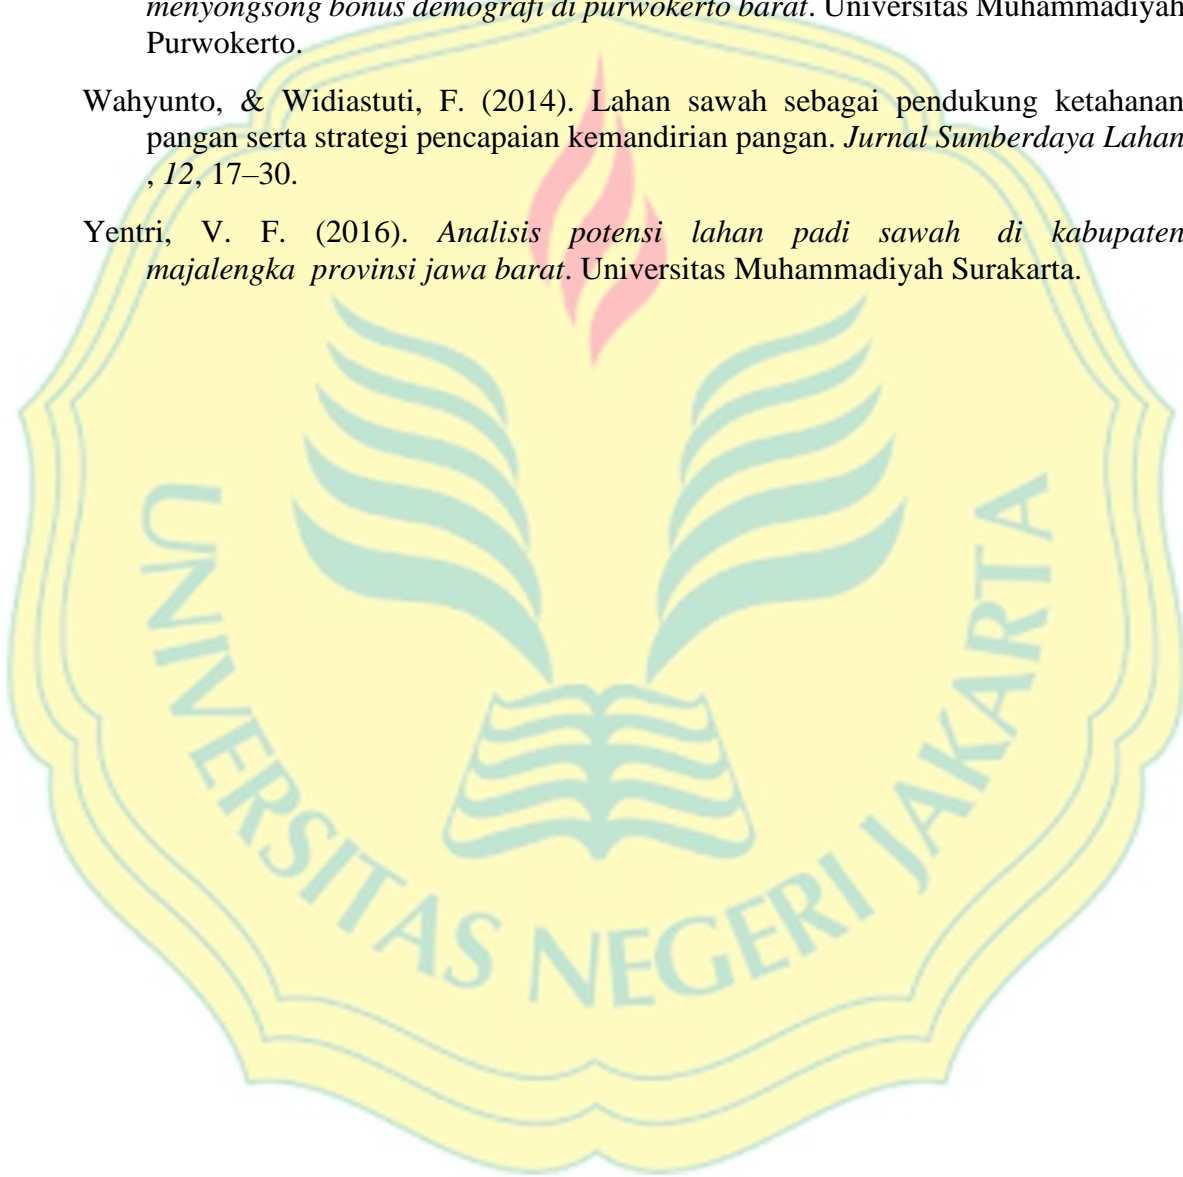 menyongsong bonus demografi di purwokerto barat. Universitas Muhammadiyah
Purwokerto.
Wahyunto, & Widiastuti, F. (2014). Lahan sawah sebagai pendukung ketahanan
pangan serta strategi pencapaian kemandirian pangan. Jurnal Sumberdaya Lahan
, 12, 17–30.
Yentri, V. F. (2016). Analisis potensi lahan padi sawah di kabupaten
majalengka provinsi jawa barat. Universitas Muhammadiyah Surakarta.
UNIVERSITAS NEGERI JAKARTA